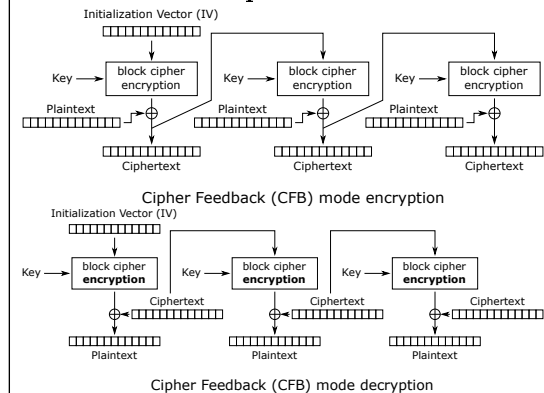 Initialization Vector (IV)
Key block cipher encryption Key block cipher encryption Key block cipher encryption
Plaintext Plaintext Plaintext
Ciphertext Ciphertext Ciphertext
Cipher Feedback (CFB) mode encryption
Initialization Vector (IV)
Key block cipher encryption Key block cipher encryption Key block cipher encryption
Ciphertext Ciphertext Ciphertext
Plaintext Plaintext Plaintext
Cipher Feedback (CFB) mode decryption